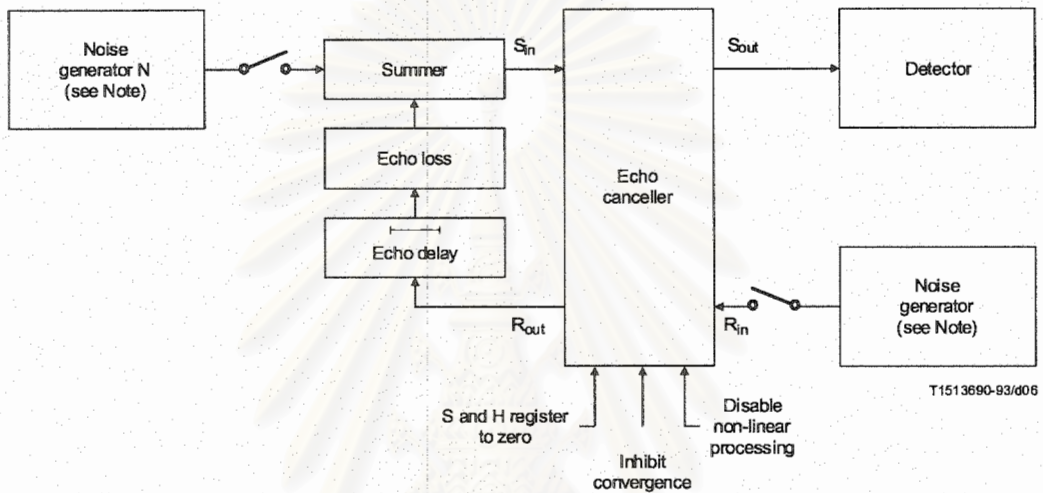 Noise
generator N
(see Note)
Summer
S_in
S_out
Detector
Echo loss
Echo
canceller
Echo delay
R_out
R_in
Noise
generator
(see Note)
T1513690-93/d06
S and H register
to zero
Inhibit
convergence
Disable
non-linear
processing